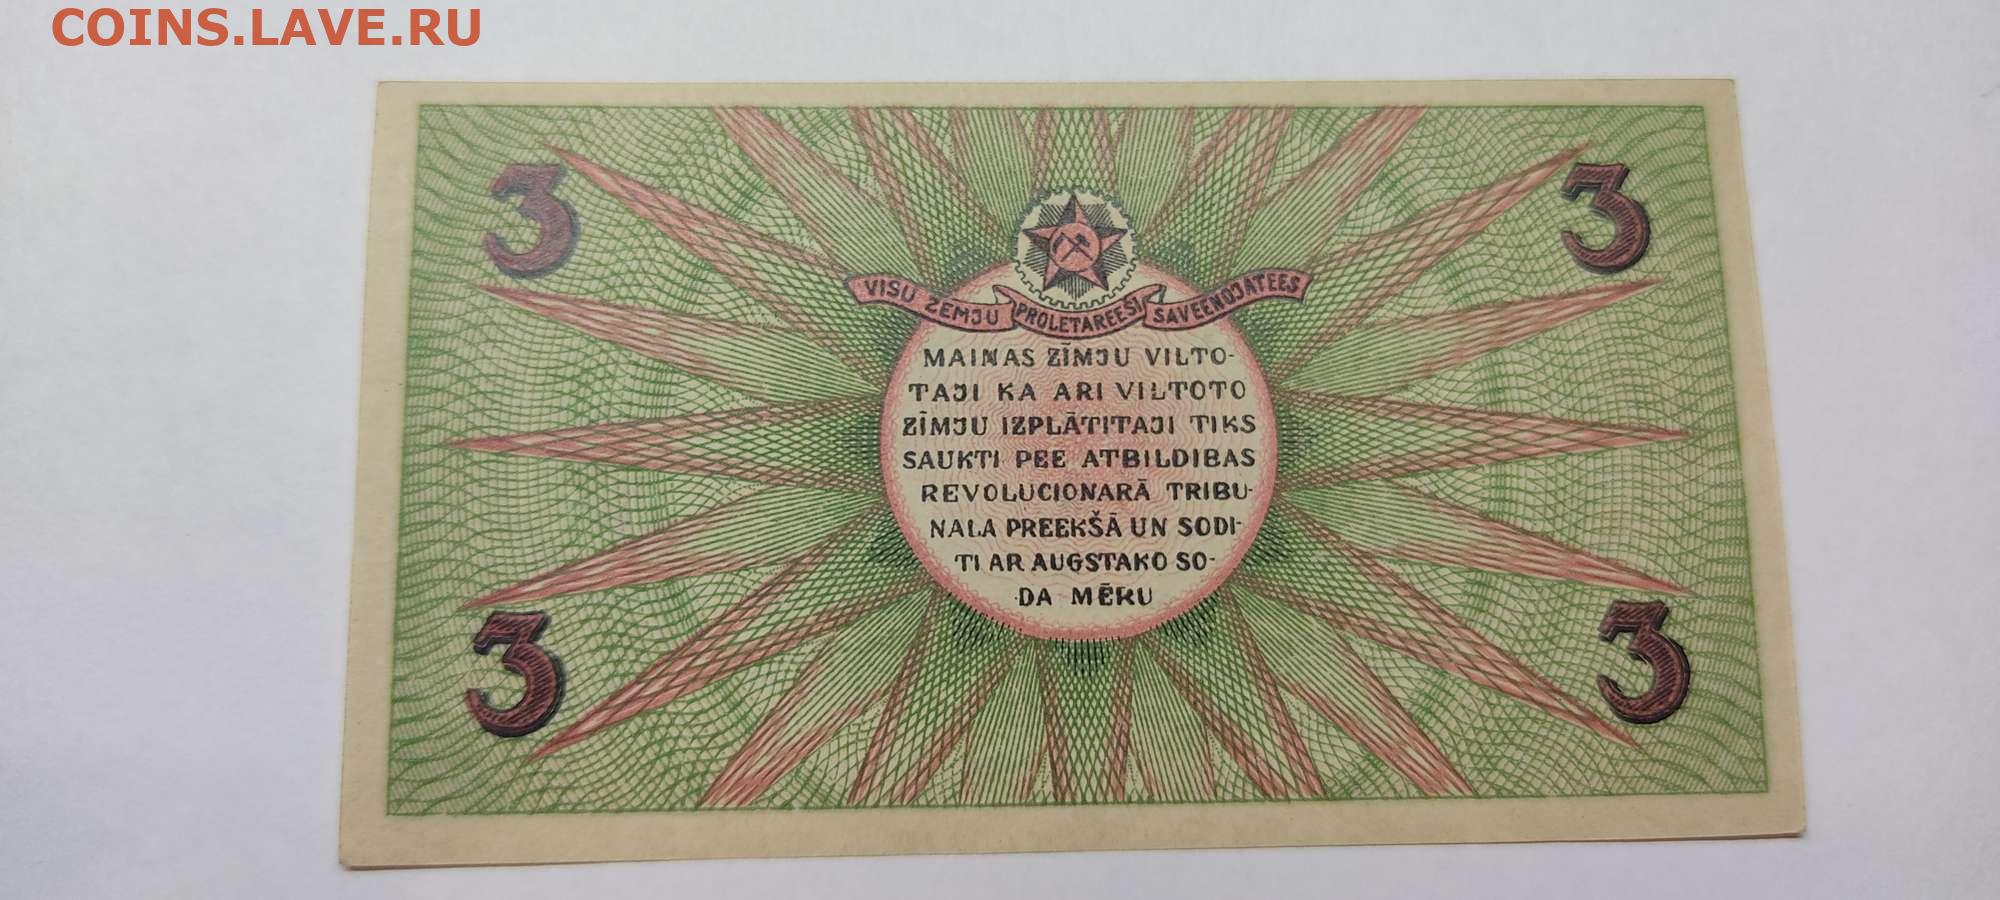 COINS.LAVE.RU
3 3
VISU ZEMJU PROLETAREEŠI SAVEENOJATEES
MAIŅAS ZĪMJU VILTO-
TAJI KA ARI VILTOTO
ZĪMJU IZPLĀTITAJI TIKS
SAUKTI PEE ATBILDIBAS
REVOLUCIONARĀ TRIBU-
NALA PREEKŠĀ UN SODI-
TI AR AUGSTAKO SO-
DA MĒRU
3 3